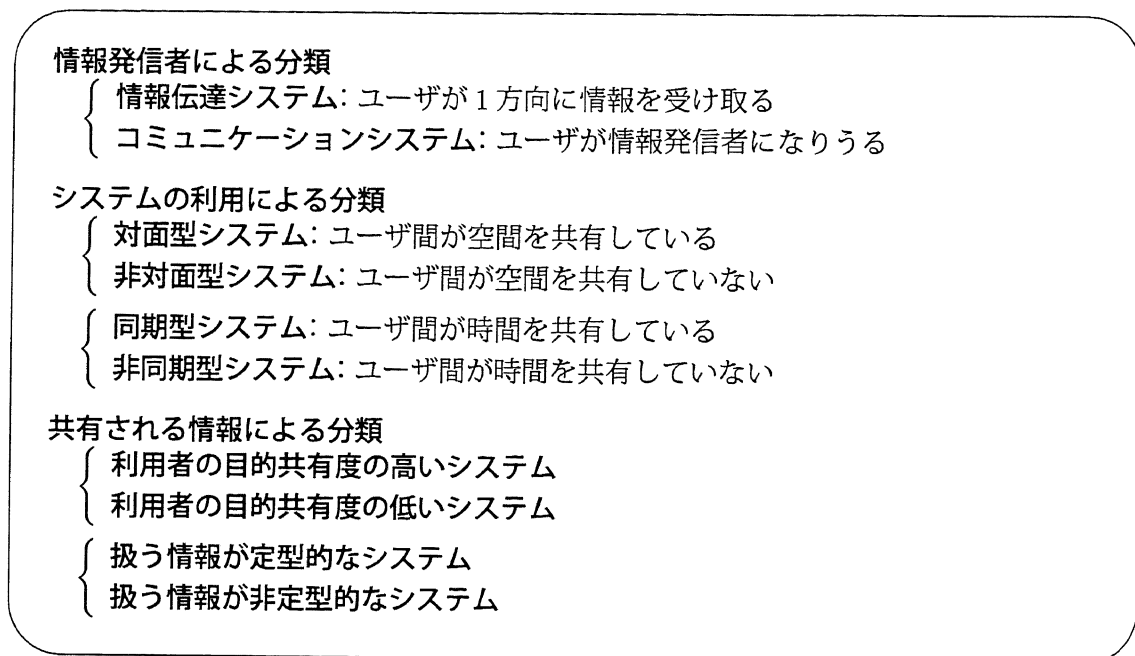 情報発信者による分類
情報伝達システム: ユーザが1方向に情報を受け取る
コミュニケーションシステム: ユーザが情報発信者になりうる
システムの利用による分類
対面型システム: ユーザ間が空間を共有している
非対面型システム: ユーザ間が空間を共有していない
同期型システム: ユーザ間が時間を共有している
非同期型システム: ユーザ間が時間を共有していない
共有される情報による分類
利用者の目的共有度の高いシステム
利用者の目的共有度の低いシステム
扱う情報が定型的なシステム
扱う情報が非定型的なシステム